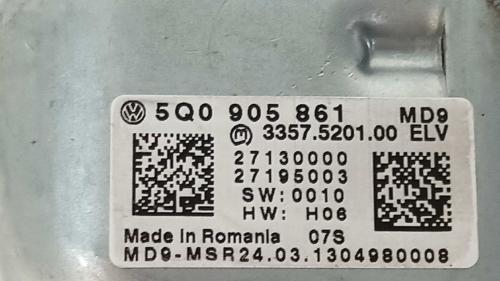 5Q0 905 861 MD9
3357.5201.00 ELV
27130000
27195003
SW: 0010
HW: H06
Made in Romania 07S
MD9-MSR24.03.1304980008